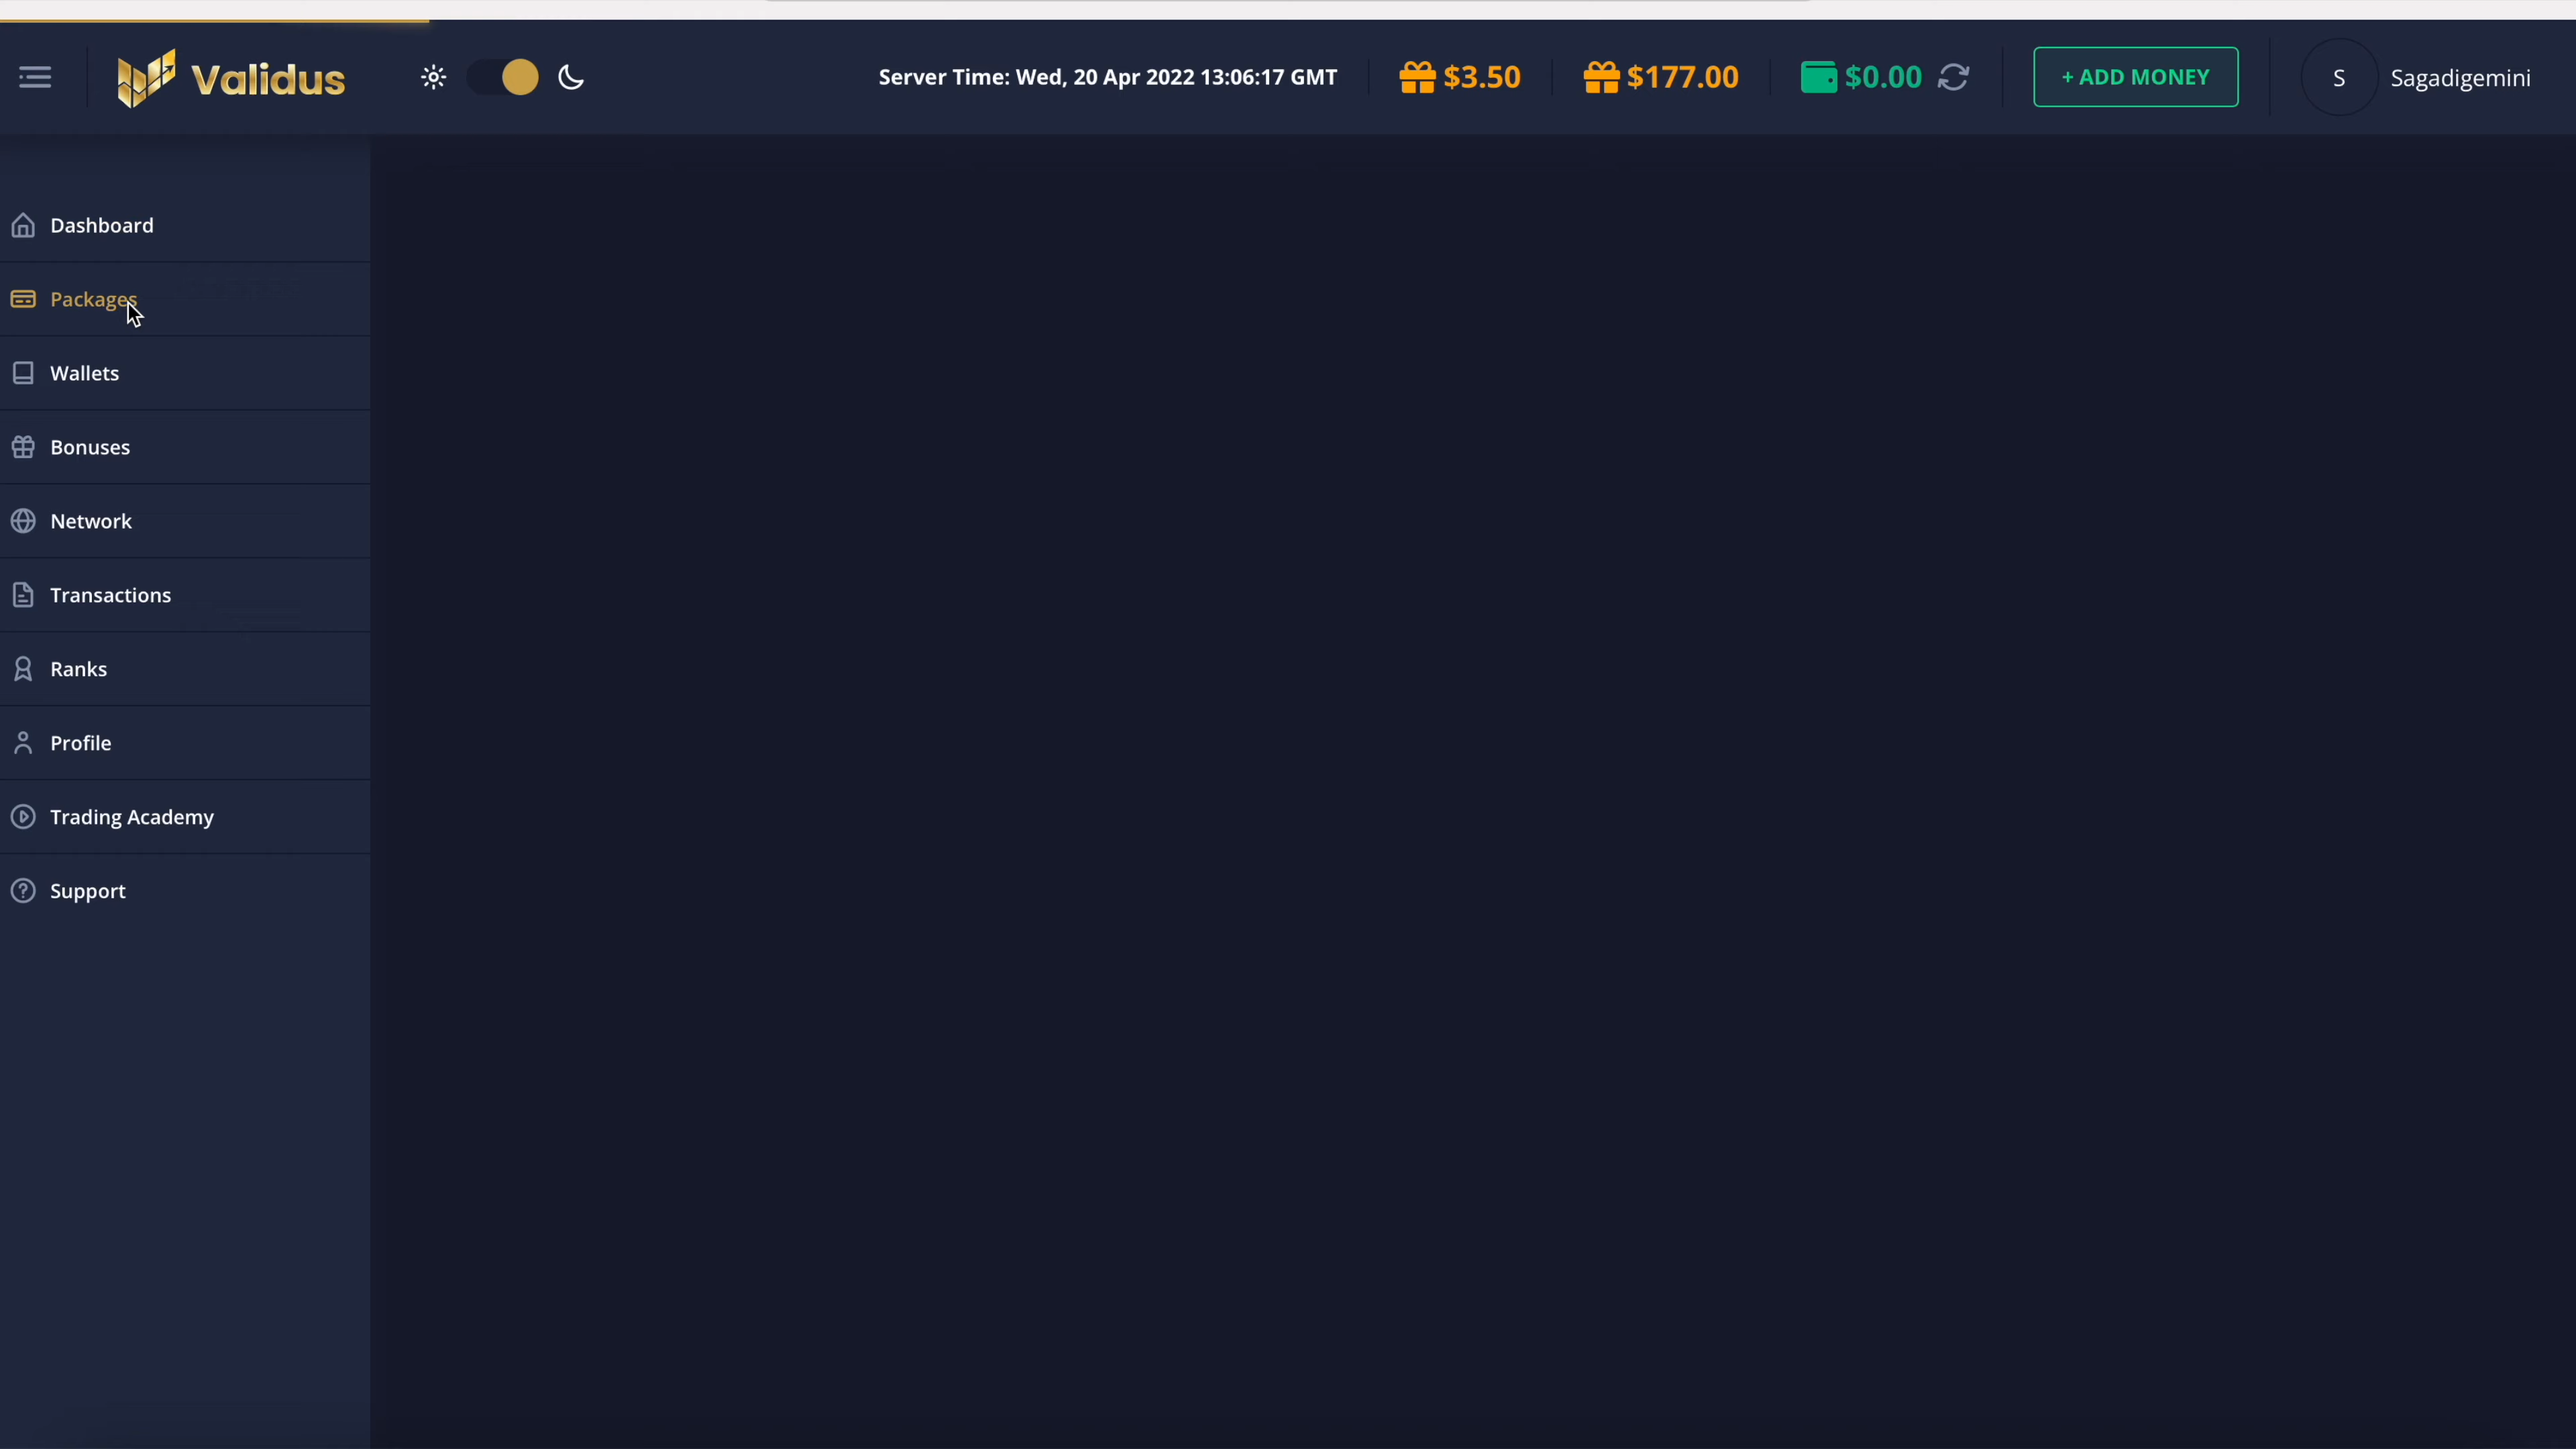 Validus
Server Time: Wed, 20 Apr 2022 13:06:17 GMT
$3.50
$177.00
$0.00
+ ADD MONEY
S
Sagadigemini
Dashboard
Packages
Wallets
Bonuses
Network
Transactions
Ranks
Profile
Trading Academy
Support